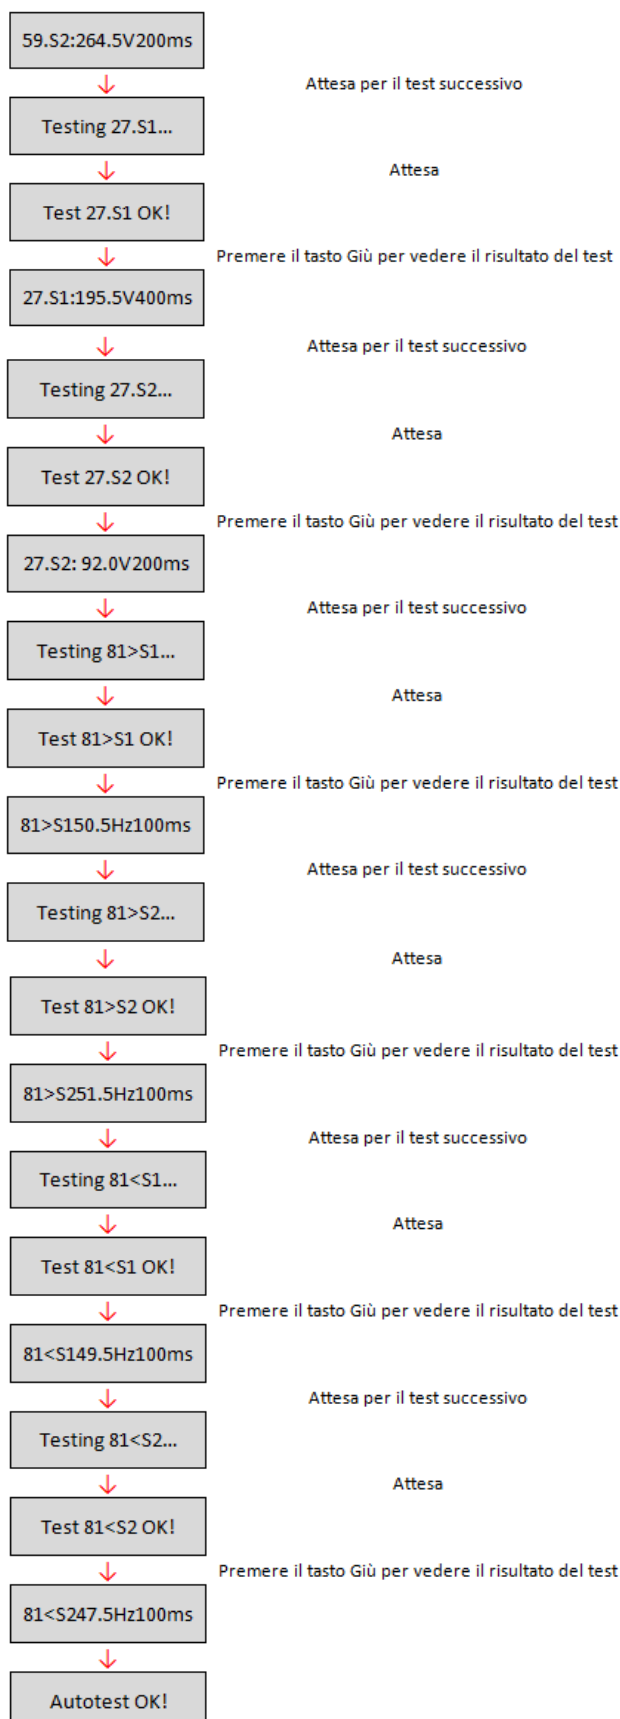 59.S2:264.5V200ms
Attesa per il test successivo
Testing 27.S1...
Attesa
Test 27.S1 OK!
Premere il tasto Giù per vedere il risultato del test
27.S1:195.5V400ms
Attesa per il test successivo
Testing 27.S2...
Attesa
Test 27.S2 OK!
Premere il tasto Giù per vedere il risultato del test
27.S2: 92.0V200ms
Attesa per il test successivo
Testing 81>S1...
Attesa
Test 81>S1 OK!
Premere il tasto Giù per vedere il risultato del test
81>S150.5Hz100ms
Attesa per il test successivo
Testing 81>S2...
Attesa
Test 81>S2 OK!
Premere il tasto Giù per vedere il risultato del test
81>S251.5Hz100ms
Attesa per il test successivo
Testing 81<S1...
Attesa
Test 81<S1 OK!
Premere il tasto Giù per vedere il risultato del test
81<S149.5Hz100ms
Attesa per il test successivo
Testing 81<S2...
Attesa
Test 81<S2 OK!
Premere il tasto Giù per vedere il risultato del test
81<S247.5Hz100ms
Autotest OK!